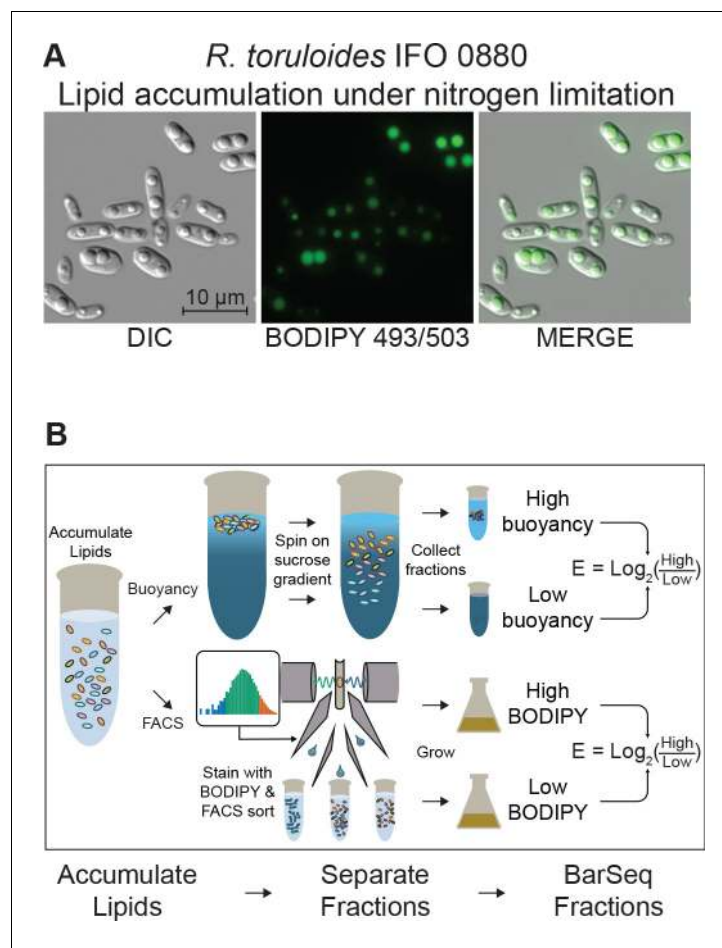 A
R. toruloides IFO 0880
Lipid accumulation under nitrogen limitation
10 µm
DIC
BODIPY 493/503
MERGE
B
Accumulate
Lipids
Buoyancy
Spin on
sucrose
gradient
Collect
fractions
High
buoyancy
Low
buoyancy
E = Log2(High/Low)
FACS
Stain with
BODIPY &
FACS sort
Grow
High
BODIPY
Low
BODIPY
E = Log2(High/Low)
Accumulate
Lipids
Separate
Fractions
BarSeq
Fractions